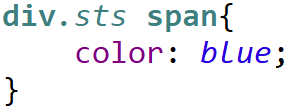 div.sts span{
    color: blue;
}